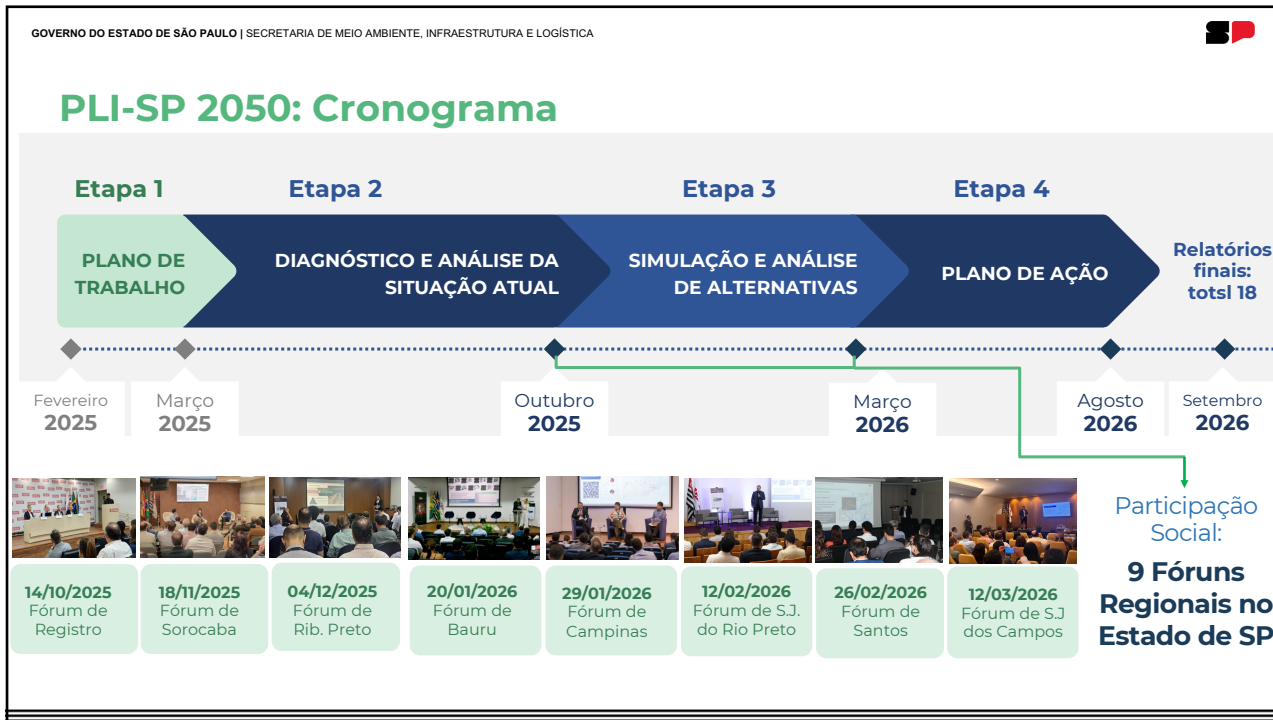 GOVERNO DO ESTADO DE SÃO PAULO | SECRETARIA DE MEIO AMBIENTE, INFRAESTRUTURA E LOGÍSTICA
SP
PLI-SP 2050: Cronograma
Etapa 1
Etapa 2
Etapa 3
Etapa 4
PLANO DE
TRABALHO
DIAGNÓSTICO E ANÁLISE DA
SITUAÇÃO ATUAL
SIMULAÇÃO E ANÁLISE
DE ALTERNATIVAS
PLANO DE AÇÃO
Relatórios
finais:
totsl 18
Fevereiro
2025
Março
2025
Outubro
2025
Março
2026
Agosto
2026
Setembro
2026
14/10/2025
Fórum de
Registro
18/11/2025
Fórum de
Sorocaba
04/12/2025
Fórum de
Rib. Preto
20/01/2026
Fórum de
Bauru
29/01/2026
Fórum de
Campinas
12/02/2026
Fórum de S.J.
do Rio Preto
26/02/2026
Fórum de
Santos
12/03/2026
Fórum de S.J
dos Campos
Participação
Social:
9 Fóruns
Regionais no
Estado de SP